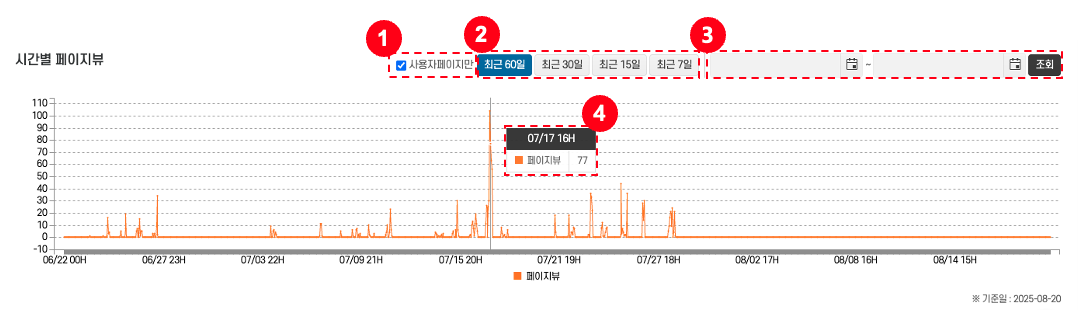 1
2
3
시간별 페이지뷰
사용자페이지만
최근 60일
최근 30일
최근 15일
최근 7일
~
조회
4
110
100
90
80
70
60
50
40
30
20
10
0
-10
07/17 16H
페이지뷰
77
06/22 00H
06/27 23H
07/03 22H
07/09 21H
07/15 20H
07/21 19H
07/27 18H
08/02 17H
08/08 16H
08/14 15H
페이지뷰
※ 기준일 : 2025-08-20